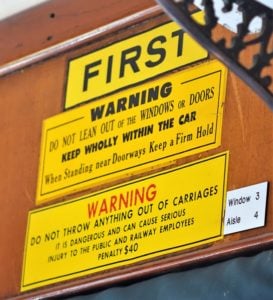 FIRST
WARNING
DO NOT LEAN OUT OF THE WINDOWS OR DOORS
KEEP WHOLLY WITHIN THE CAR
When Standing near Doorways Keep a Firm Hold
WARNING
DO NOT THROW ANYTHING OUT OF CARRIAGES
IT IS DANGEROUS AND CAN CAUSE SERIOUS
INJURY TO THE PUBLIC AND RAILWAY EMPLOYEES
PENALTY $40
Window 3
Aisle 4